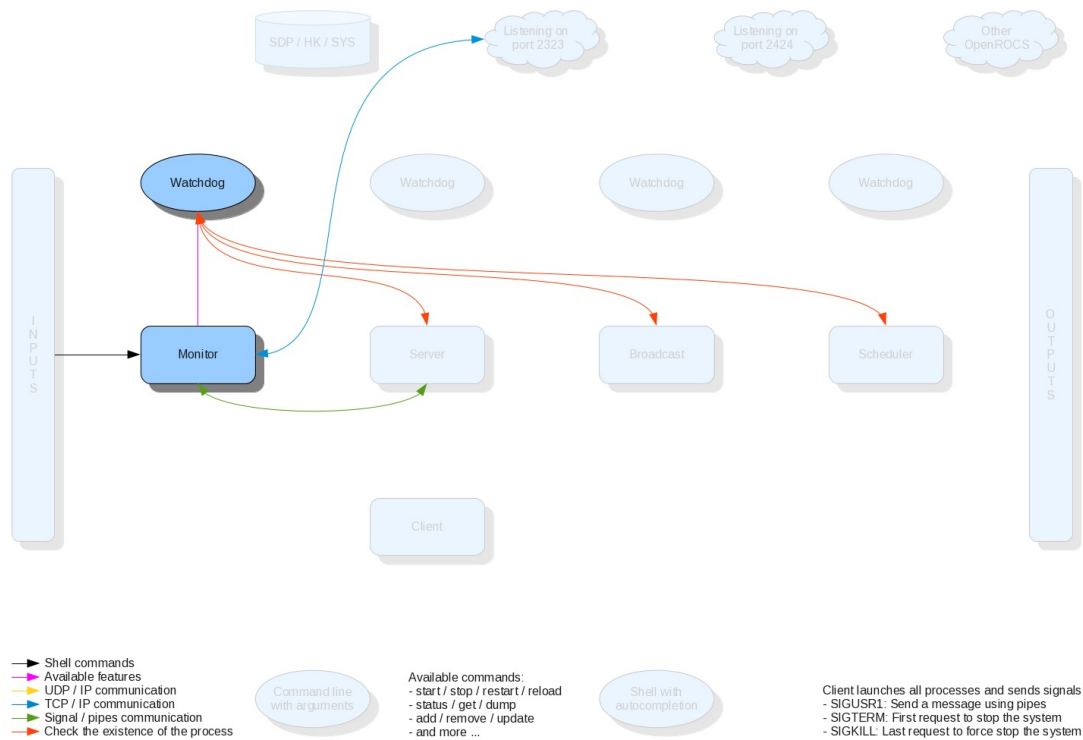 SDP / HK / SYS
Listening on
port 2323
Listening on
port 2424
Other
OpenROCS
Watchdog
Watchdog
Watchdog
Watchdog
INPUTS
Monitor
Server
Broadcast
Scheduler
OUTPUTS
Client
Shell commands
Available features
UDP / IP communication
TCP / IP communication
Signal / pipes communication
Check the existence of the process
Command line
with arguments
Available commands:
- start / stop / restart / reload
- status / get / dump
- add / remove / update
- and more ...
Shell with
autocompletion
Client launches all processes and sends signals
- SIGUSR1: Send a message using pipes
- SIGTERM: First request to stop the system
- SIGKILL: Last request to force stop the system